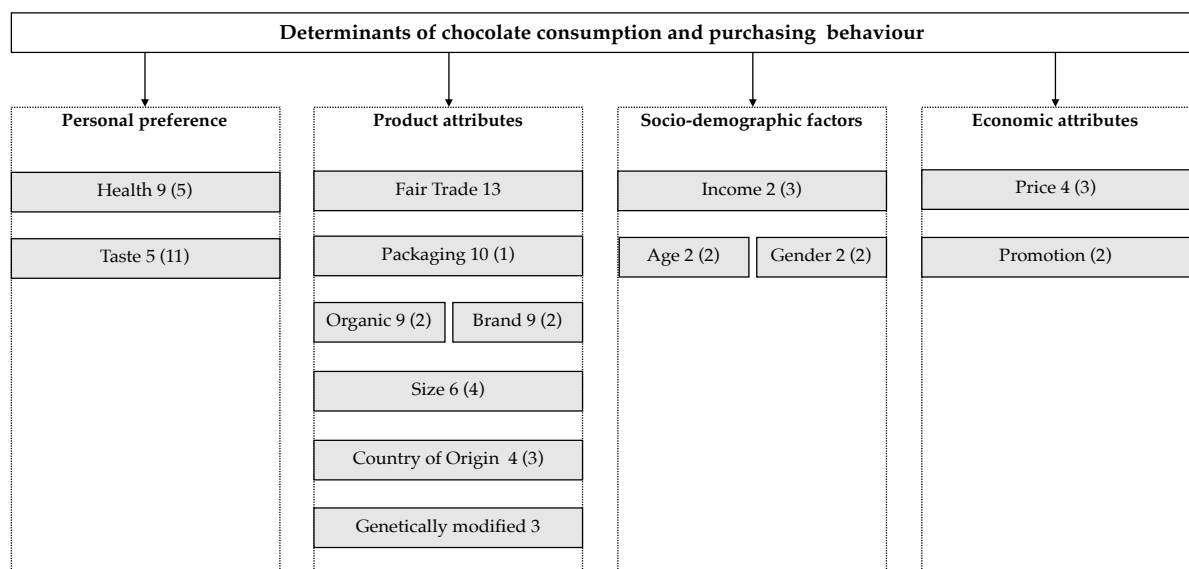 Determinants of chocolate consumption and purchasing behaviour
Personal preference
Health 9 (5)
Taste 5 (11)
Product attributes
Fair Trade 13
Packaging 10 (1)
Organic 9 (2)
Brand 9 (2)
Size 6 (4)
Country of Origin 4 (3)
Genetically modified 3
Socio-demographic factors
Income 2 (3)
Age 2 (2)
Gender 2 (2)
Economic attributes
Price 4 (3)
Promotion (2)